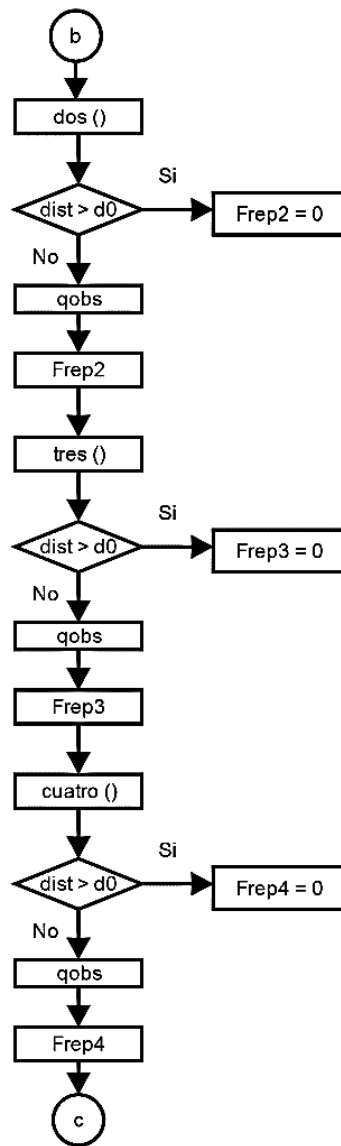 b
dos ()
Si
dist > d0
Frep2 = 0
No
qobs
Frep2
tres ()
Si
dist > d0
Frep3 = 0
No
qobs
Frep3
cuatro ()
Si
dist > d0
Frep4 = 0
No
qobs
Frep4
c